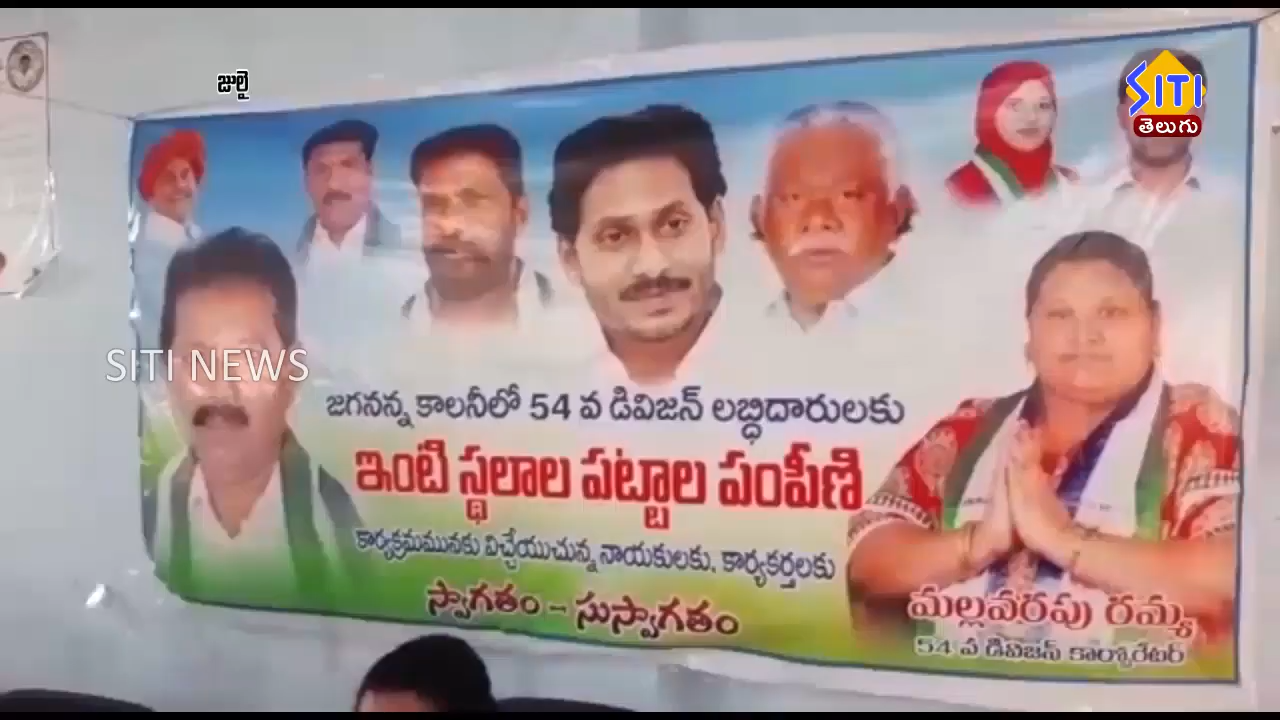 జులై
SITI
తెలుగు
SITI NEWS
జగనన్న కాలనీలో 54 వ డివిజన్ లబ్ధిదారులకు
ఇంటి స్థలాల పట్టాల పంపీణి
కార్యక్రమమునకు విచ్చేయుచున్న నాయకులకు, కార్యకర్తలకు
స్వాగతం - సుస్వాగతం
మల్లవరపు రమ్య
54 వ డివిజన్ కార్పొరేటర్